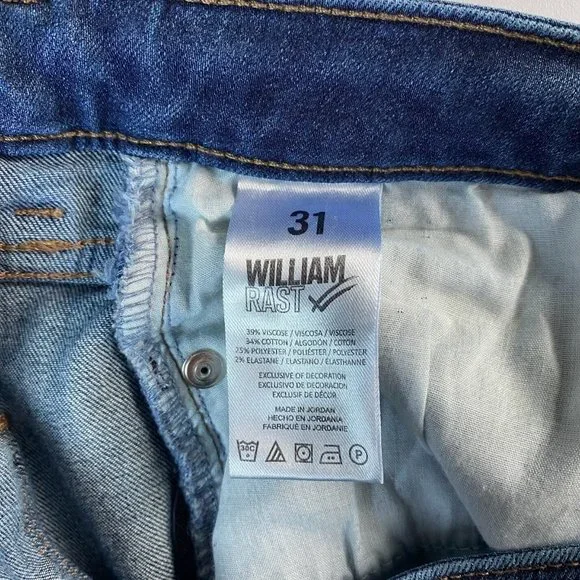 31
WILLIAM
RAST
39% VISCOSE / VISCOSA / VISCOSE
34% COTTON / ALGODÓN / COTON
25% POLYESTER / POLIÉSTER / POLYESTER
2% ELASTANE / ELASTANO / ÉLASTHANNE
EXCLUSIVE OF DECORATION
EXCLUSIVO DE DECORACIÓN
EXCLUSIF DE DÉCOR
MADE IN JORDAN
HECHO EN JORDANIA
FABRIQUÉ EN JORDANIE
30C P